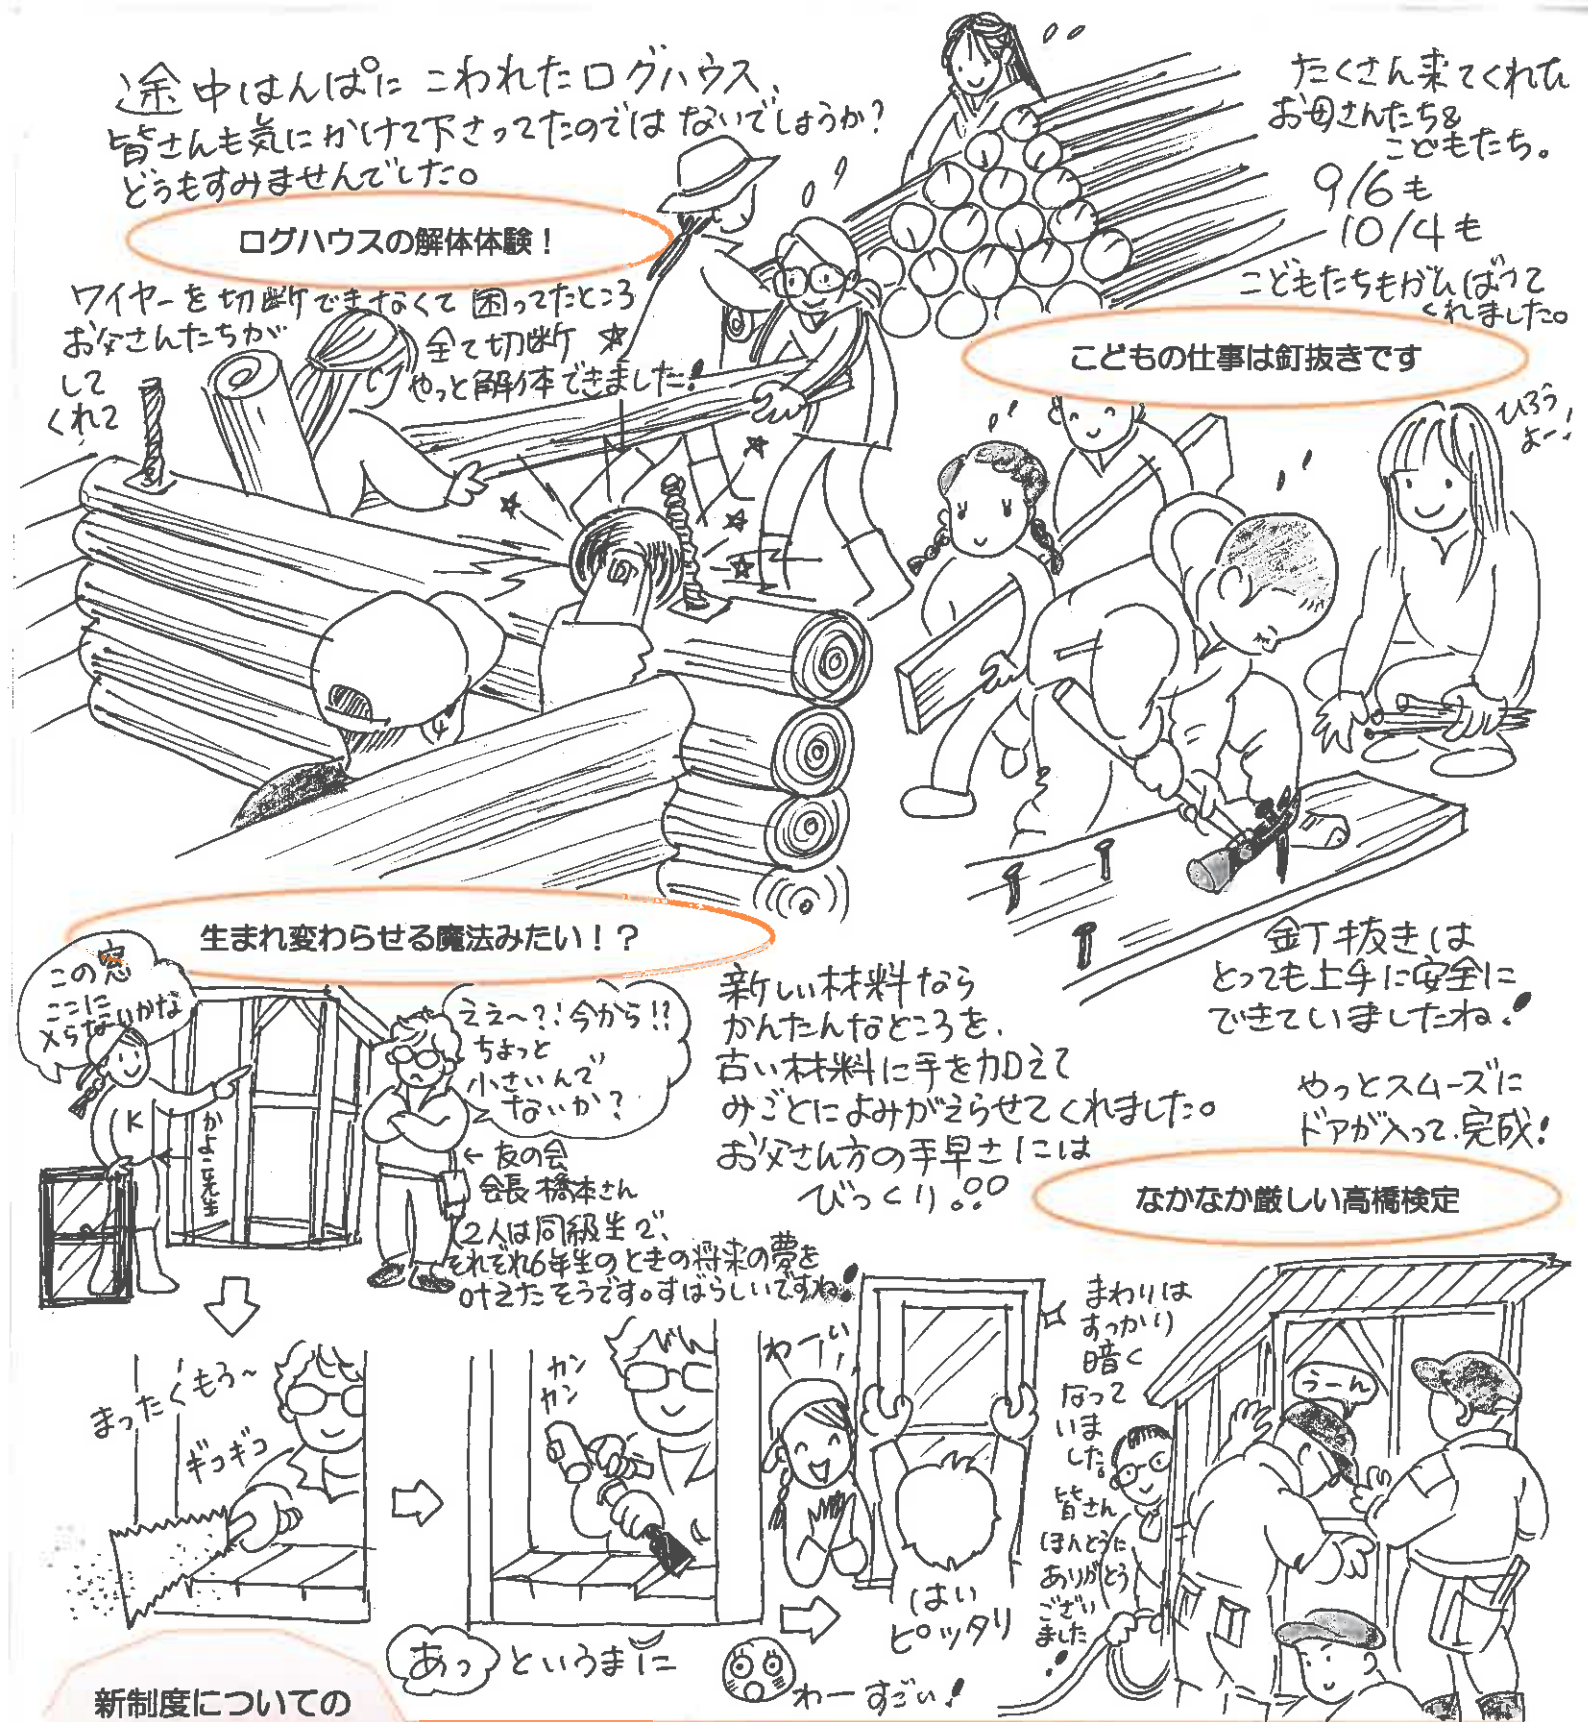 途中はんぱに こわれたログハウス、
皆さんも気にかけて下さってたのでは ないでしょうか?
どうもすみませんでした。
ログハウスの解体体験!
ワイヤーを切断できなくて 困ってたところ
お父さんたちが
して
くれて
全て切断☆
やっと解体できました!
たくさん来てくれた
お母さんたち&
こどもたち。
9/6も
10/4も
こどもたちもがんばって
くれました。
こどもの仕事は釘抜きです
ひろう
よー!
釘抜きは
とっても上手に安全に
できていましたね!
やっとスムーズに
ドアが入って、完成!
生まれ変わらせる魔法みたい!?
この窓
ここに
入らないかな
K
かよこ先生
ええ〜?!今から!!
ちょっと
小さいんで
ないか?
← 友の会
会長 橋本さん
2人は同級生で、
それぞれ6年生のときの将来の夢を
叶えたそうです。すばらしいですね!
新しい材料なら
かんたんなところを、
古い材料に手を加えて
みごとによみがえらせてくれました。
お父さん方の手早さには
びっくり!!
なかなか厳しい高橋検定
まったくもう〜
ギコギコ
カン
カン
わーい
はい
ピッタリ
あっというまに
わー すごい!
まわりは
すっかり
暗く
なって
いま
した。
皆さん
ほんとうに
ありがとう
ござい
ました!
うーん
新制度についての